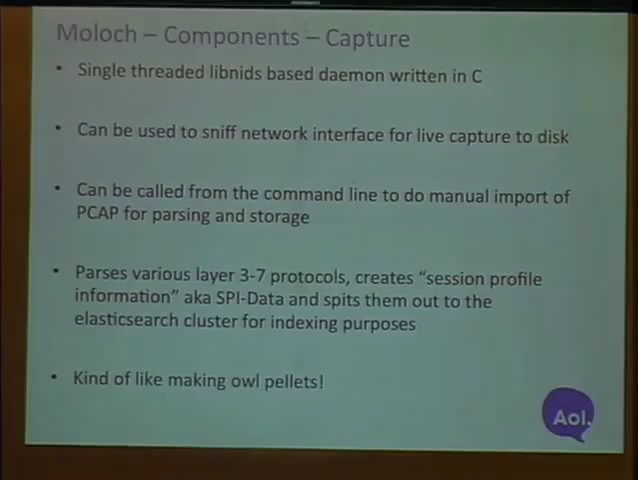 Moloch – Components – Capture
• Single threaded libnids based daemon written in C
• Can be used to sniff network interface for live capture to disk
• Can be called from the command line to do manual import of
PCAP for parsing and storage
• Parses various layer 3-7 protocols, creates “session profile
information” aka SPI-Data and spits them out to the
elasticsearch cluster for indexing purposes
• Kind of like making owl pellets!
Aol.